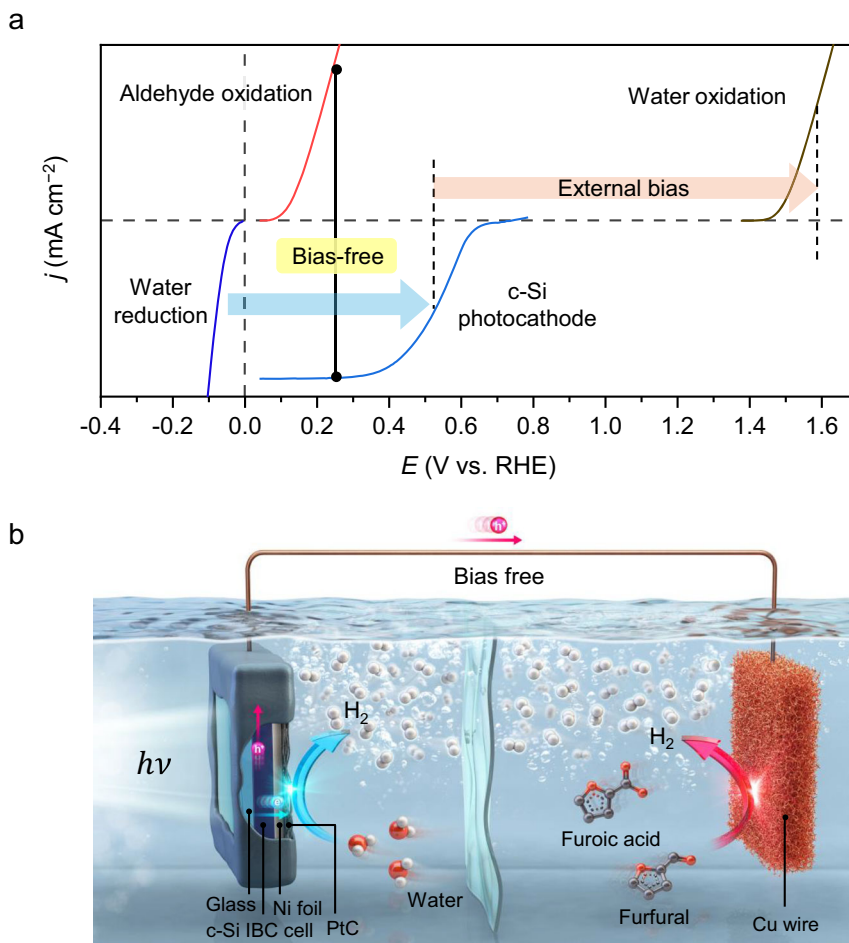 a
Aldehyde oxidation
Water oxidation
External bias
Bias-free
Water
reduction
c-Si
photocathode
j (mA cm⁻²)
-0.4 -0.2 0.0 0.2 0.4 0.6 0.8 1.0 1.2 1.4 1.6
E (V vs. RHE)
b
h⁺
Bias free
H₂
H₂
hν
h⁺
e⁻
Furoic acid
Water
Furfural
Glass
Ni foil
c-Si IBC cell
PtC
Cu wire